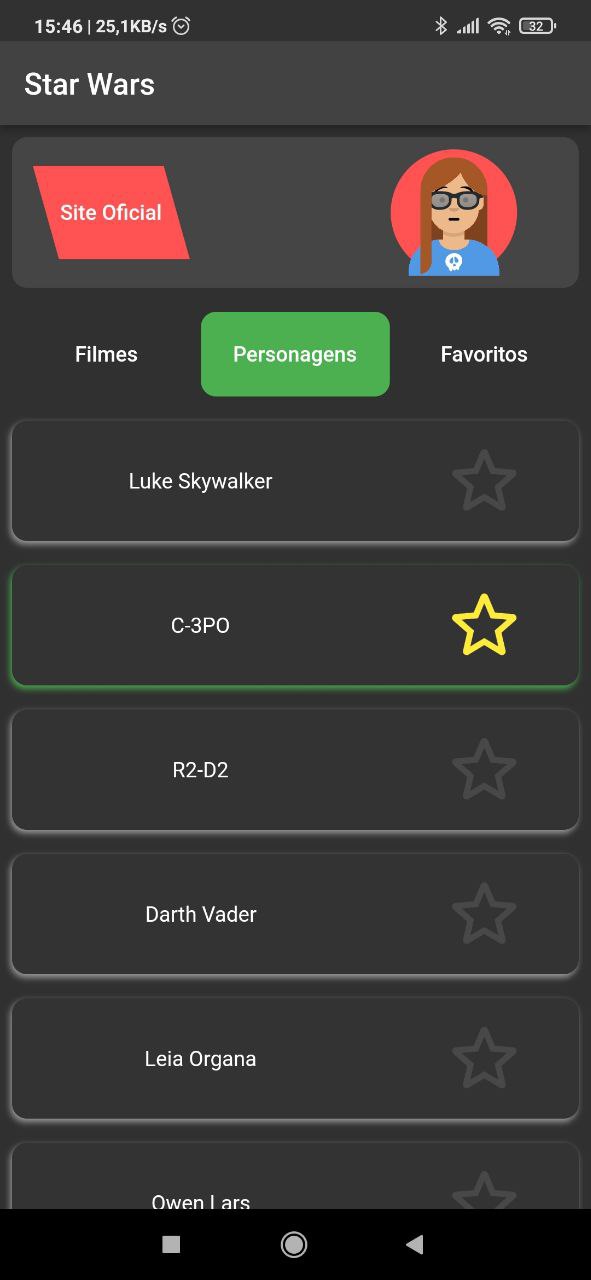 15:46 | 25,1KB/s 32
Star Wars
Site Oficial
Filmes Personagens Favoritos
Luke Skywalker
C-3PO
R2-D2
Darth Vader
Leia Organa
Owen Lars